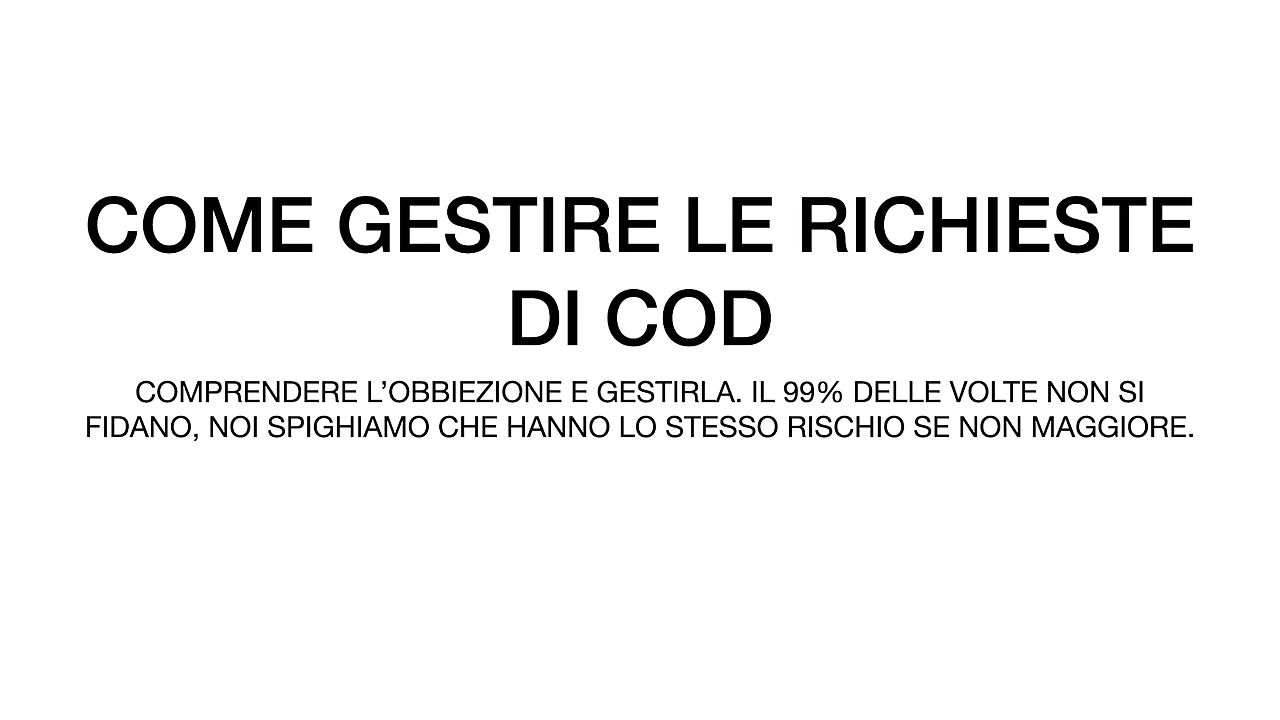 COME GESTIRE LE RICHIESTE
DI COD
COMPRENDERE L’OBBIEZIONE E GESTIRLA. IL 99% DELLE VOLTE NON SI
FIDANO, NOI SPIGHIAMO CHE HANNO LO STESSO RISCHIO SE NON MAGGIORE.